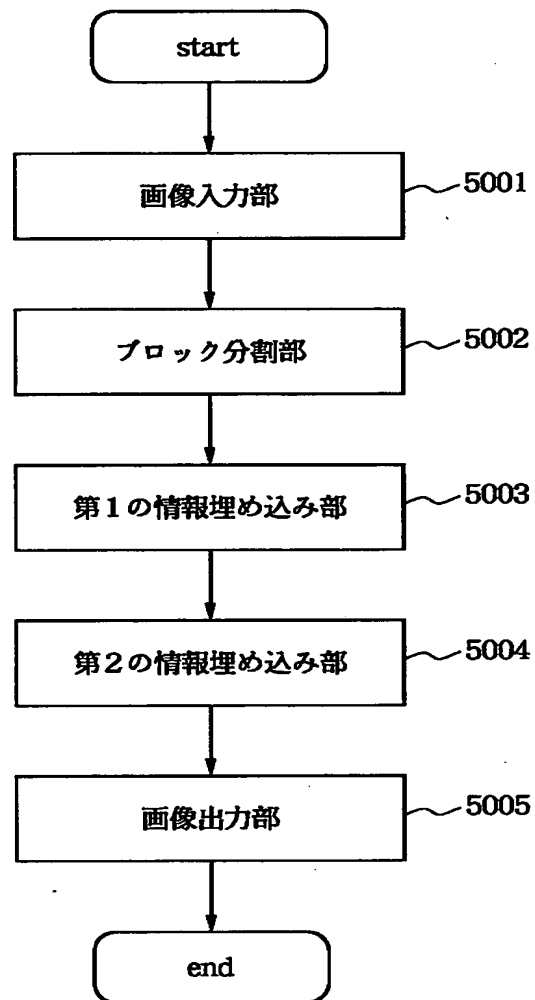 start
画像入力部
5001
ブロック分割部
5002
第1の情報埋め込み部
5003
第2の情報埋め込み部
5004
画像出力部
5005
end